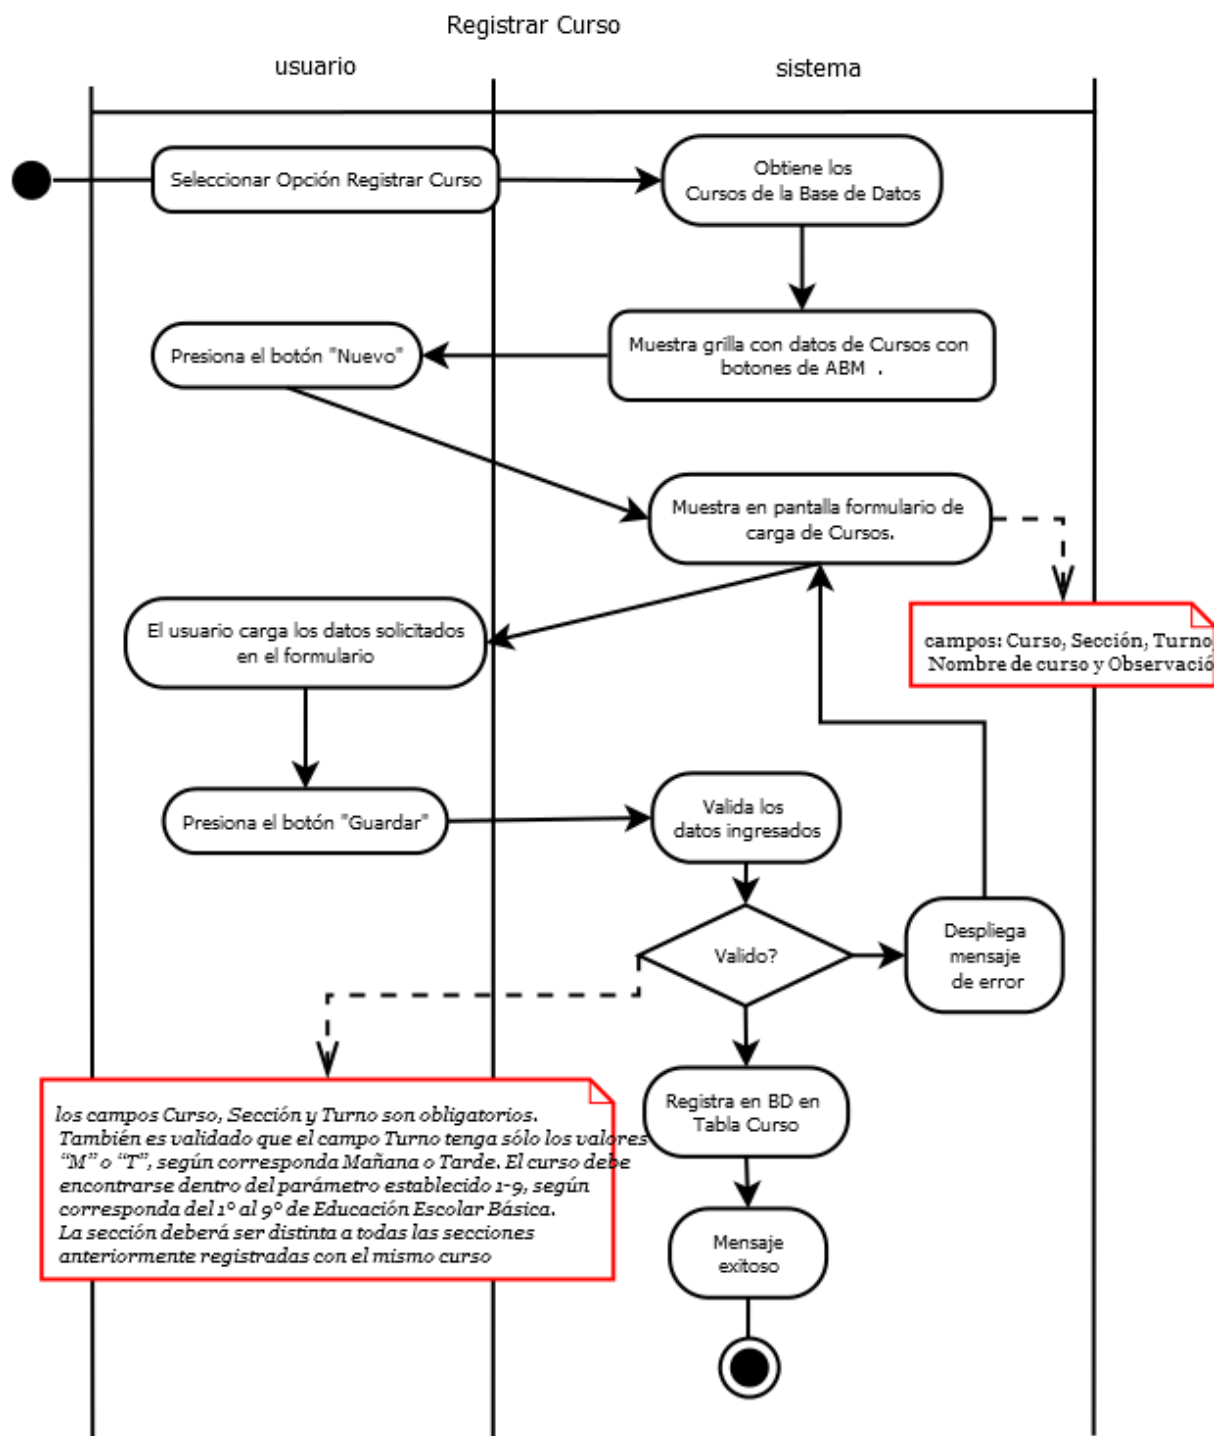 Registrar Curso
usuario
sistema
Seleccionar Opción Registrar Curso
Obtiene los
Cursos de la Base de Datos
Muestra grilla con datos de Cursos con
botones de ABM .
Presiona el botón "Nuevo"
Muestra en pantalla formulario de
carga de Cursos.
campos: Curso, Sección, Turno,
Nombre de curso y Observació
El usuario carga los datos solicitados
en el formulario
Presiona el botón "Guardar"
Valida los
datos ingresados
Valido?
Despliega
mensaje
de error
los campos Curso, Sección y Turno son obligatorios.
También es validado que el campo Turno tenga sólo los valores
“M” o “T”, según corresponda Mañana o Tarde. El curso debe
encontrarse dentro del parámetro establecido 1-9, según
corresponda del 1° al 9° de Educación Escolar Básica.
La sección deberá ser distinta a todas las secciones
anteriormente registradas con el mismo curso
Registra en BD en
Tabla Curso
Mensaje
exitoso